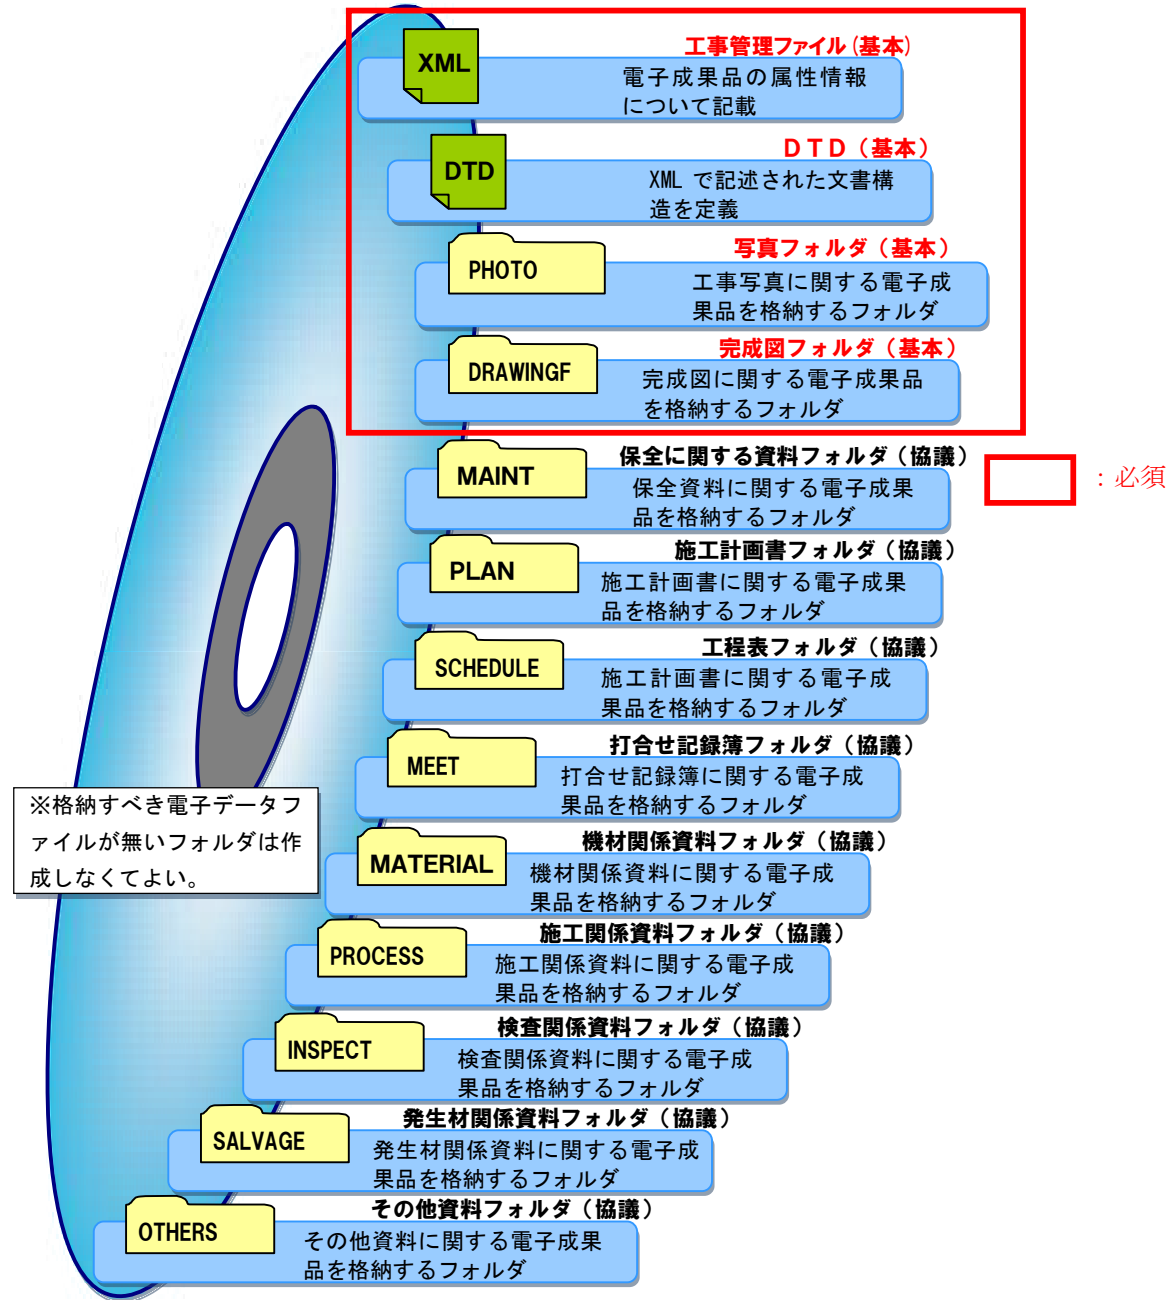 工事管理ファイル(基本)
XML
電子成果品の属性情報
について記載
DTD(基本)
DTD
XML で記述された文書構
造を定義
写真フォルダ(基本)
PHOTO
工事写真に関する電子成
果品を格納するフォルダ
完成図フォルダ(基本)
DRAWINGF
完成図に関する電子成果品
を格納するフォルダ
保全に関する資料フォルダ(協議)
MAINT
保全資料に関する電子成果
品を格納するフォルダ
:必須
施工計画書フォルダ(協議)
PLAN
施工計画書に関する電子成果
品を格納するフォルダ
工程表フォルダ(協議)
SCHEDULE
施工計画書に関する電子成
果品を格納するフォルダ
打合せ記録簿フォルダ(協議)
MEET
打合せ記録簿に関する電子成
果品を格納するフォルダ
※格納すべき電子データフ
ァイルが無いフォルダは作
成しなくてよい。
機材関係資料フォルダ(協議)
MATERIAL
機材関係資料に関する電子成
果品を格納するフォルダ
施工関係資料フォルダ(協議)
PROCESS
施工関係資料に関する電子成
果品を格納するフォルダ
検査関係資料フォルダ(協議)
INSPECT
検査関係資料に関する電子成
果品を格納するフォルダ
発生材関係資料フォルダ(協議)
SALVAGE
発生材関係資料に関する電子成
果品を格納するフォルダ
その他資料フォルダ(協議)
OTHERS
その他資料に関する電子成果
品を格納するフォルダ